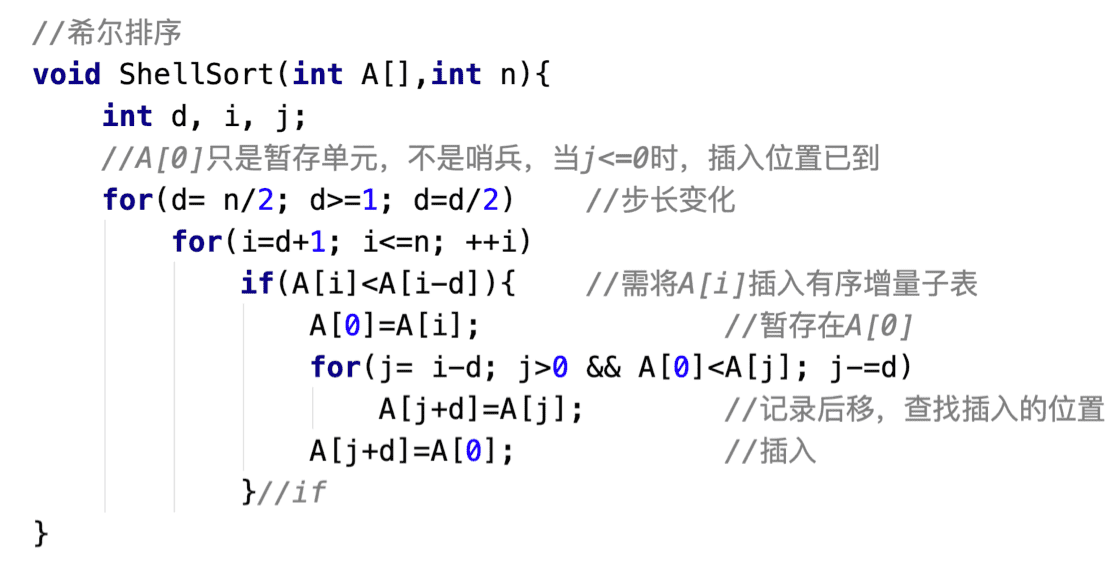 //希尔排序
void ShellSort(int A[],int n){
    int d, i, j;
    //A[0]只是暂存单元，不是哨兵，当j<=0时，插入位置已到
    for(d= n/2; d>=1; d=d/2)    //步长变化
        for(i=d+1; i<=n; ++i)
            if(A[i]<A[i-d]){    //需将A[i]插入有序增量子表
                A[0]=A[i];              //暂存在A[0]
                for(j= i-d; j>0 && A[0]<A[j]; j-=d)
                    A[j+d]=A[j];        //记录后移，查找插入的位置
                A[j+d]=A[0];            //插入
            }//if
}